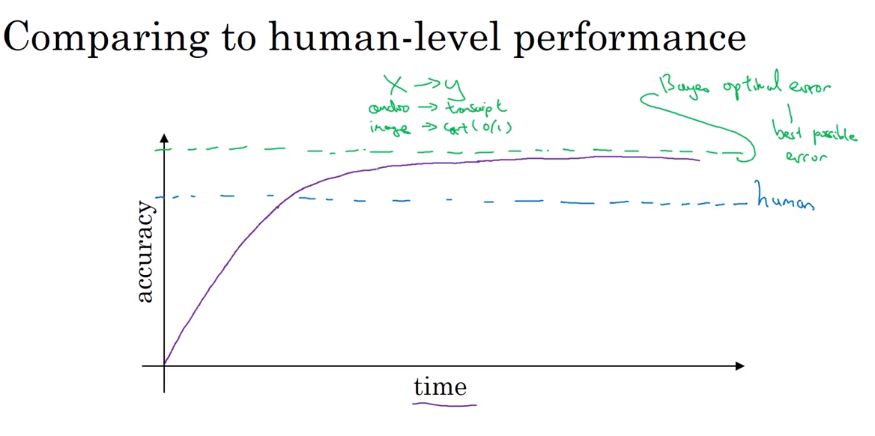 Comparing to human-level performance
X → y
audio → transcript
image → cat (0/1)
Bayes optimal error
best possible
error
human
accuracy
time